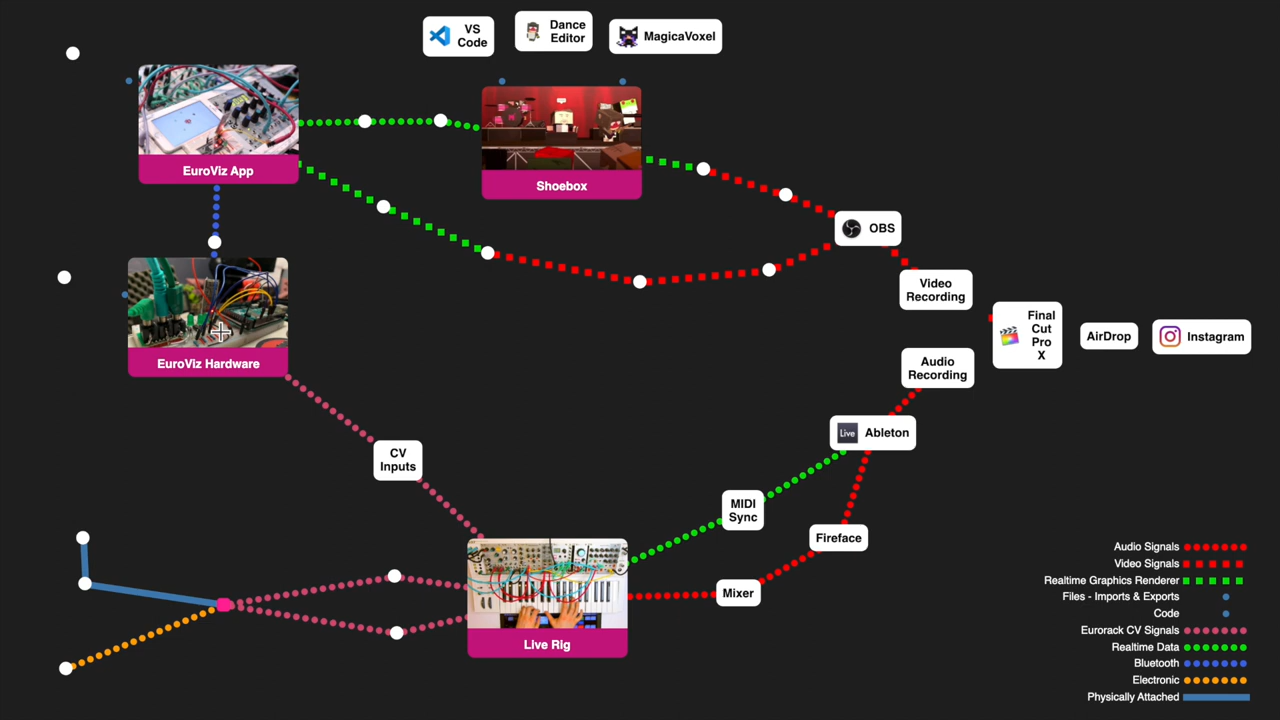 VS
Code
Dance
Editor
MagicaVoxel
EuroViz App
Shoebox
OBS
Video
Recording
EuroViz Hardware
Final
Cut
Pro
X
AirDrop
Instagram
Audio
Recording
Live
Ableton
CV
Inputs
MIDI
Sync
Fireface
Mixer
Live Rig
Audio Signals
Video Signals
Realtime Graphics Renderer
Files - Imports & Exports
Code
Eurorack CV Signals
Realtime Data
Bluetooth
Electronic
Physically Attached